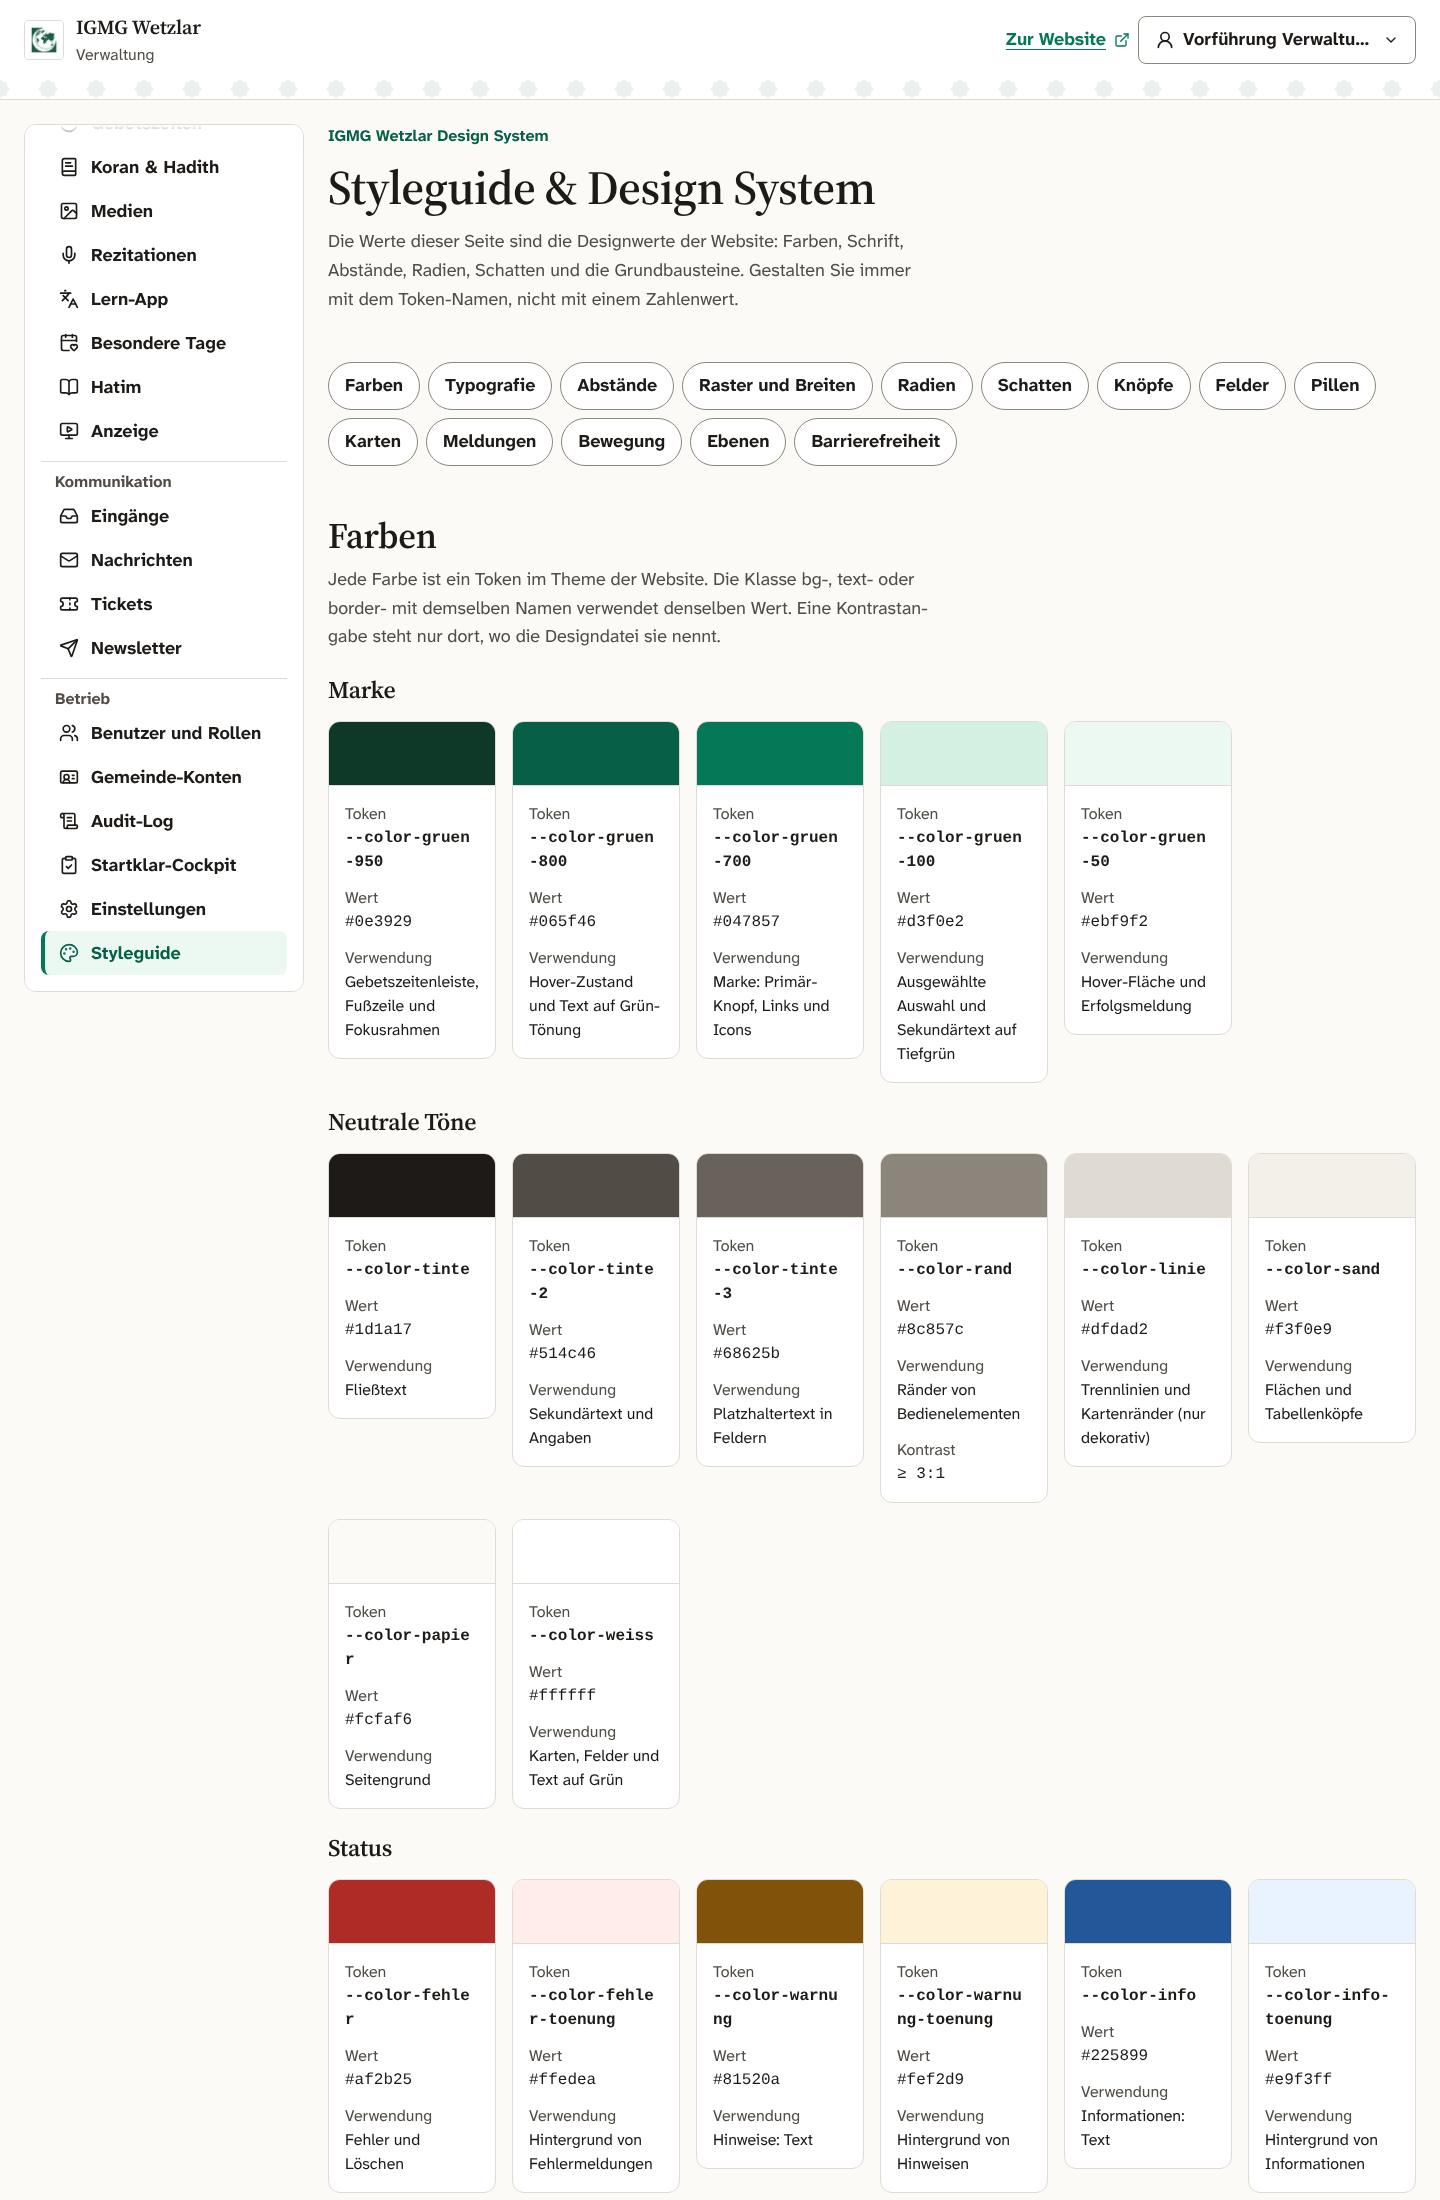 IGMG Wetzlar
Verwaltung
Zur Website
Vorführung Verwaltu...
Gebetszeiten
Koran & Hadith
Medien
Rezitationen
Lern-App
Besondere Tage
Hatim
Anzeige
Kommunikation
Eingänge
Nachrichten
Tickets
Newsletter
Betrieb
Benutzer und Rollen
Gemeinde-Konten
Audit-Log
Startklar-Cockpit
Einstellungen
Styleguide
IGMG Wetzlar Design System
Styleguide & Design System
Die Werte dieser Seite sind die Designwerte der Website: Farben, Schrift,
Abstände, Radien, Schatten und die Grundbausteine. Gestalten Sie immer
mit dem Token-Namen, nicht mit einem Zahlenwert.
Farben Typografie Abstände Raster und Breiten Radien Schatten Knöpfe Felder Pillen
Karten Meldungen Bewegung Ebenen Barrierefreiheit
Farben
Jede Farbe ist ein Token im Theme der Website. Die Klasse bg-, text- oder
border- mit demselben Namen verwendet denselben Wert. Eine Kontrastan-
gabe steht nur dort, wo die Designdatei sie nennt.
Marke
Token
--color-gruen
-950
Wert
#0e3929
Verwendung
Gebetszeitenleiste,
Fußzeile und
Fokusrahmen
Token
--color-gruen
-800
Wert
#065f46
Verwendung
Hover-Zustand
und Text auf Grün-
Tönung
Token
--color-gruen
-700
Wert
#047857
Verwendung
Marke: Primär-
Knopf, Links und
Icons
Token
--color-gruen
-100
Wert
#d3f0e2
Verwendung
Ausgewählte
Auswahl und
Sekundärtext auf
Tiefgrün
Token
--color-gruen
-50
Wert
#ebf9f2
Verwendung
Hover-Fläche und
Erfolgsmeldung
Neutrale Töne
Token
--color-tinte
Wert
#1d1a17
Verwendung
Fließtext
Token
--color-tinte
-2
Wert
#514c46
Verwendung
Sekundärtext und
Angaben
Token
--color-tinte
-3
Wert
#68625b
Verwendung
Platzhaltertext in
Feldern
Token
--color-rand
Wert
#8c857c
Verwendung
Ränder von
Bedienelementen
Kontrast
≥ 3:1
Token
--color-linie
Wert
#dfdad2
Verwendung
Trennlinien und
Kartenränder (nur
dekorativ)
Token
--color-sand
Wert
#f3f0e9
Verwendung
Flächen und
Tabellenköpfe
Token
--color-papie
r
Wert
#fcfaf6
Verwendung
Seitengrund
Token
--color-weiss
Wert
#ffffff
Verwendung
Karten, Felder und
Text auf Grün
Status
Token
--color-fehle
r
Wert
#af2b25
Verwendung
Fehler und
Löschen
Token
--color-fehle
r-toenung
Wert
#ffedea
Verwendung
Hintergrund von
Fehlermeldungen
Token
--color-warnu
ng
Wert
#81520a
Verwendung
Hinweise: Text
Token
--color-warnu
ng-toenung
Wert
#fef2d9
Verwendung
Hintergrund von
Hinweisen
Token
--color-info
Wert
#225899
Verwendung
Informationen:
Text
Token
--color-info-
toenung
Wert
#e9f3ff
Verwendung
Hintergrund von
Informationen